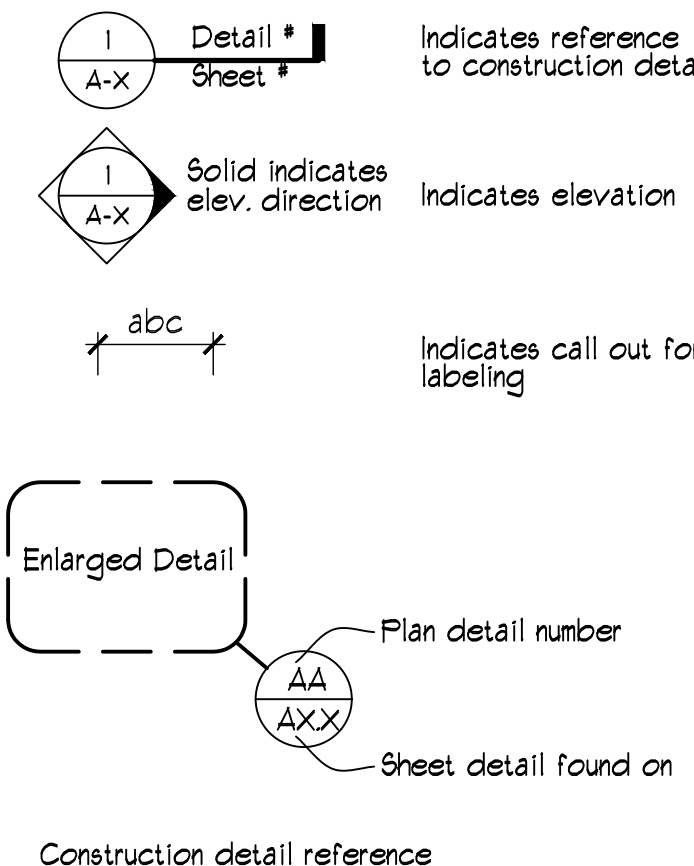 1
A-X
Detail #
Sheet #
Indicates reference
to construction deta
1
A-X
Solid indicates
elev. direction
Indicates elevation
abc
Indicates call out for
labeling
Enlarged Detail
Plan detail number
AA
AX.X
Sheet detail found on
Construction detail reference